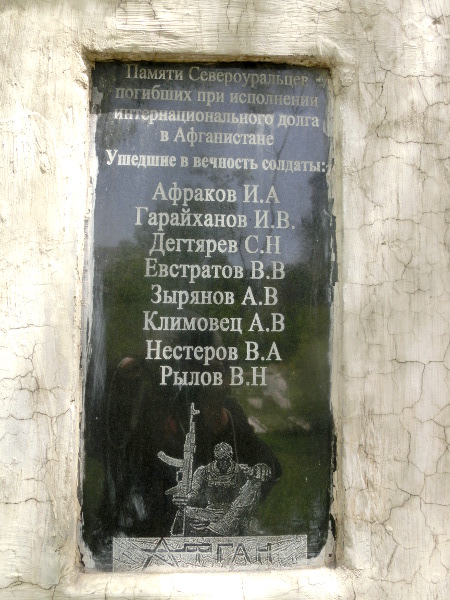 Памяти Североуральцев
погибших при исполнении
интернационального долга
в Афганистане
Ушедшие в вечность солдаты:
Афраков И.А
Гарайханов И.В.
Дегтярев С.Н
Евстратов В.В
Зырянов А.В
Климовец А.В
Нестеров В.А
Рылов В.Н
АФГАН